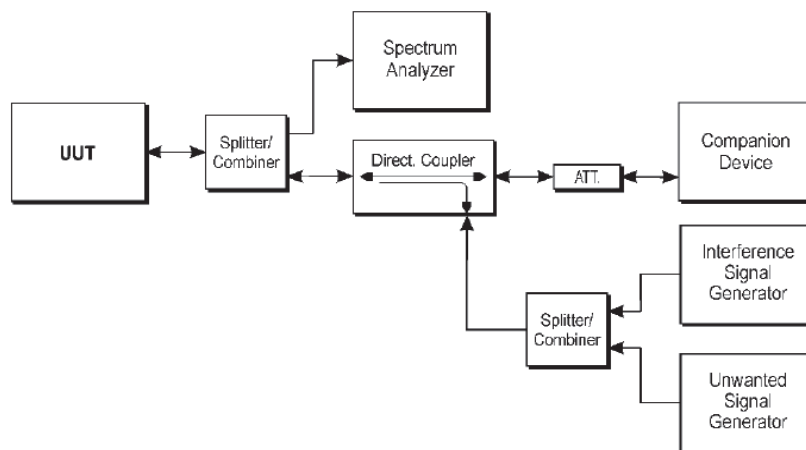 Spectrum
Analyzer
UUT
Splitter/
Combiner
Direct. Coupler
ATT.
Companion
Device
Interference
Signal
Generator
Splitter/
Combiner
Unwanted
Signal
Generator